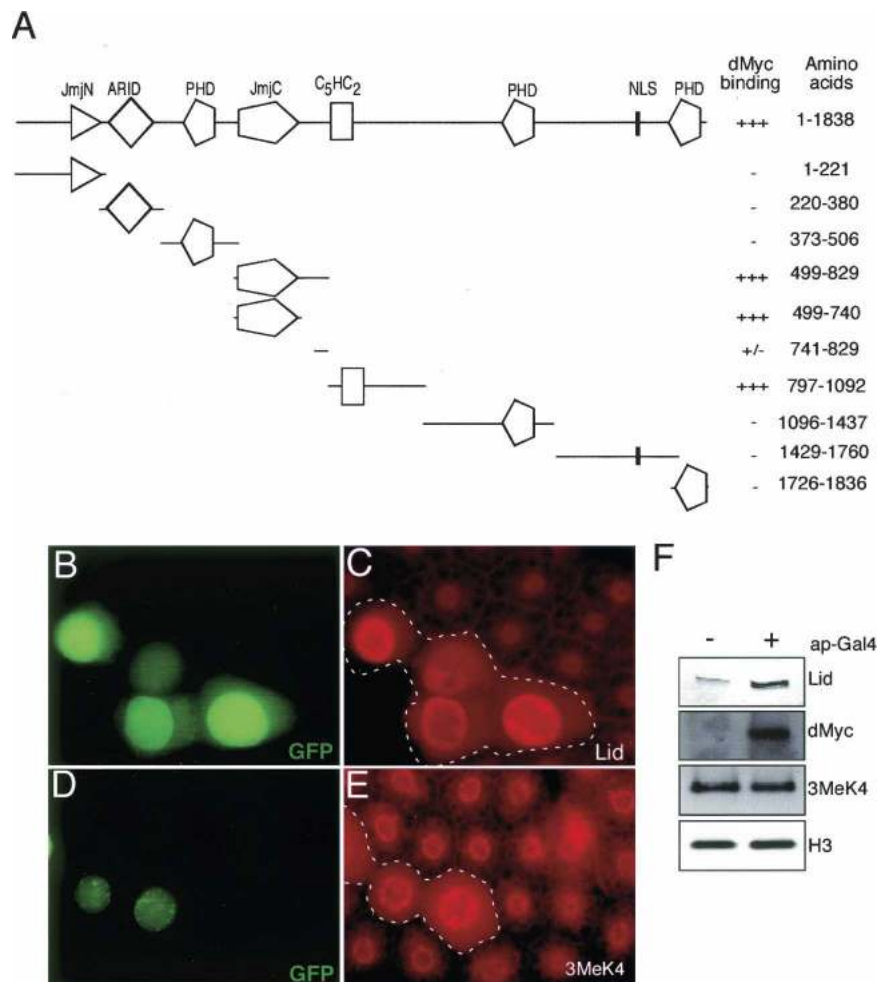 A
JmjN ARID PHD JmjC C5HC2 PHD NLS PHD dMyc binding Amino acids
+++ 1-1838
- 1-221
- 220-380
- 373-506
+++ 499-829
+++ 499-740
+/- 741-829
+++ 797-1092
- 1096-1437
- 1429-1760
- 1726-1836
B GFP
C Lid
D GFP
E 3MeK4
F
- + ap-Gal4
Lid
dMyc
3MeK4
H3